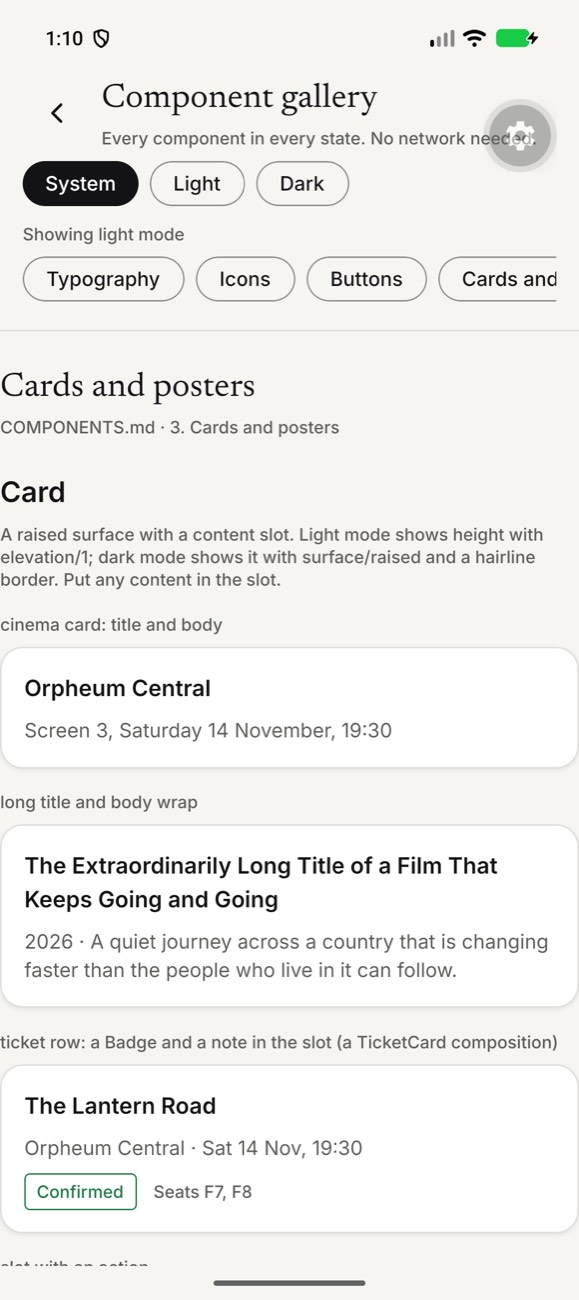 1:10
Component gallery
Every component in every state. No network needed.
System Light Dark
Showing light mode
Typography Icons Buttons Cards and
Cards and posters
COMPONENTS.md · 3. Cards and posters
Card
A raised surface with a content slot. Light mode shows height with
elevation/1; dark mode shows it with surface/raised and a hairline
border. Put any content in the slot.
cinema card: title and body
Orpheum Central
Screen 3, Saturday 14 November, 19:30
long title and body wrap
The Extraordinarily Long Title of a Film That
Keeps Going and Going
2026 · A quiet journey across a country that is changing
faster than the people who live in it can follow.
ticket row: a Badge and a note in the slot (a TicketCard composition)
The Lantern Road
Orpheum Central · Sat 14 Nov, 19:30
Confirmed Seats F7, F8
slot with an action